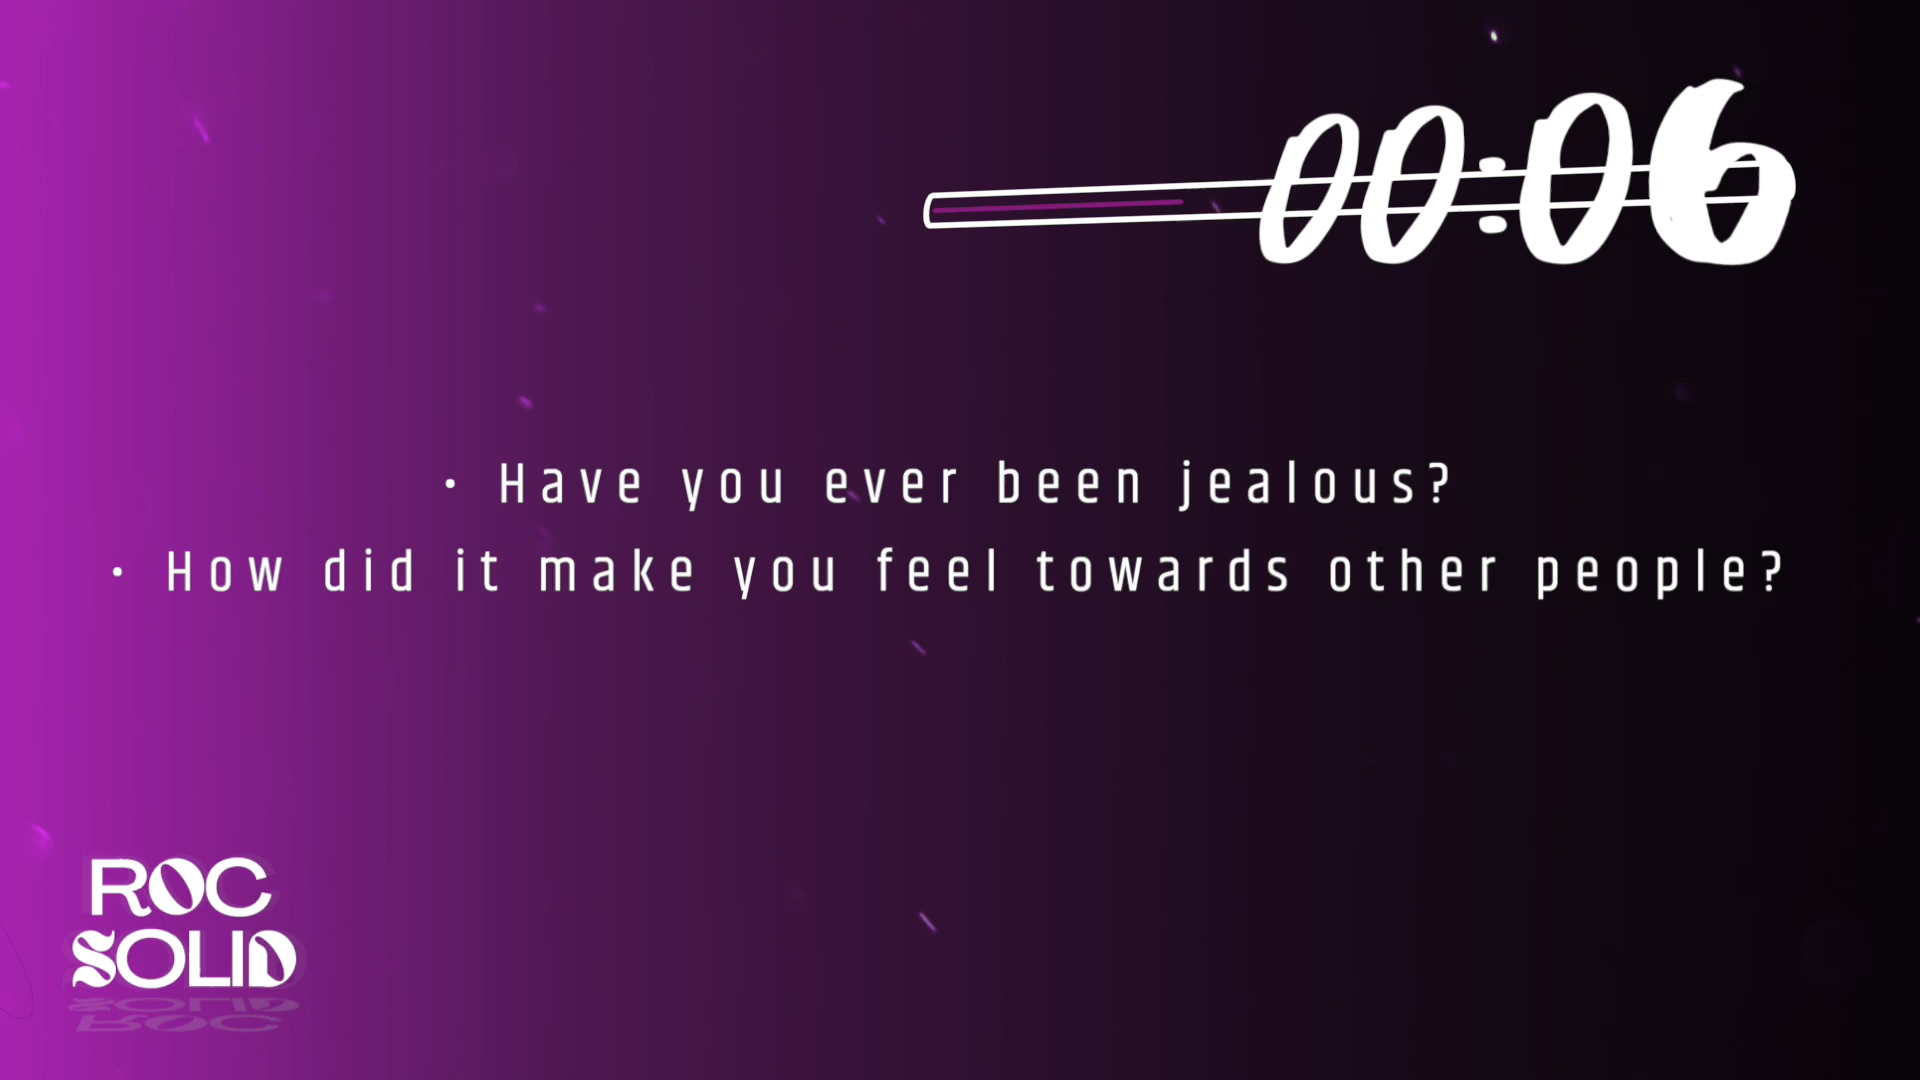 00:06
• Have you ever been jealous?
• How did it make you feel towards other people?
ROC
SOLID